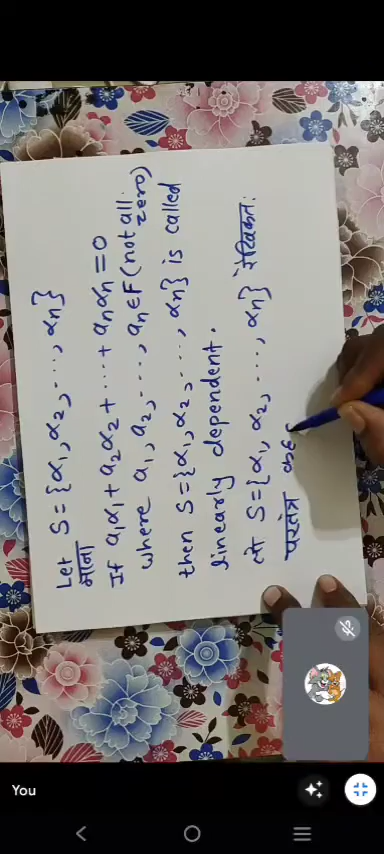 Let S={α₁, α₂, ..., αn}
माना
If a₁α₁ + a₂α₂ + ... + anαn = 0
where a₁, a₂, ..., an ∈ F (not all zero)
then S={α₁, α₂, ..., αn} is called
linearly dependent.
तो S={α₁, α₂, ..., αn} रैखिकतः
परतंत्र
You